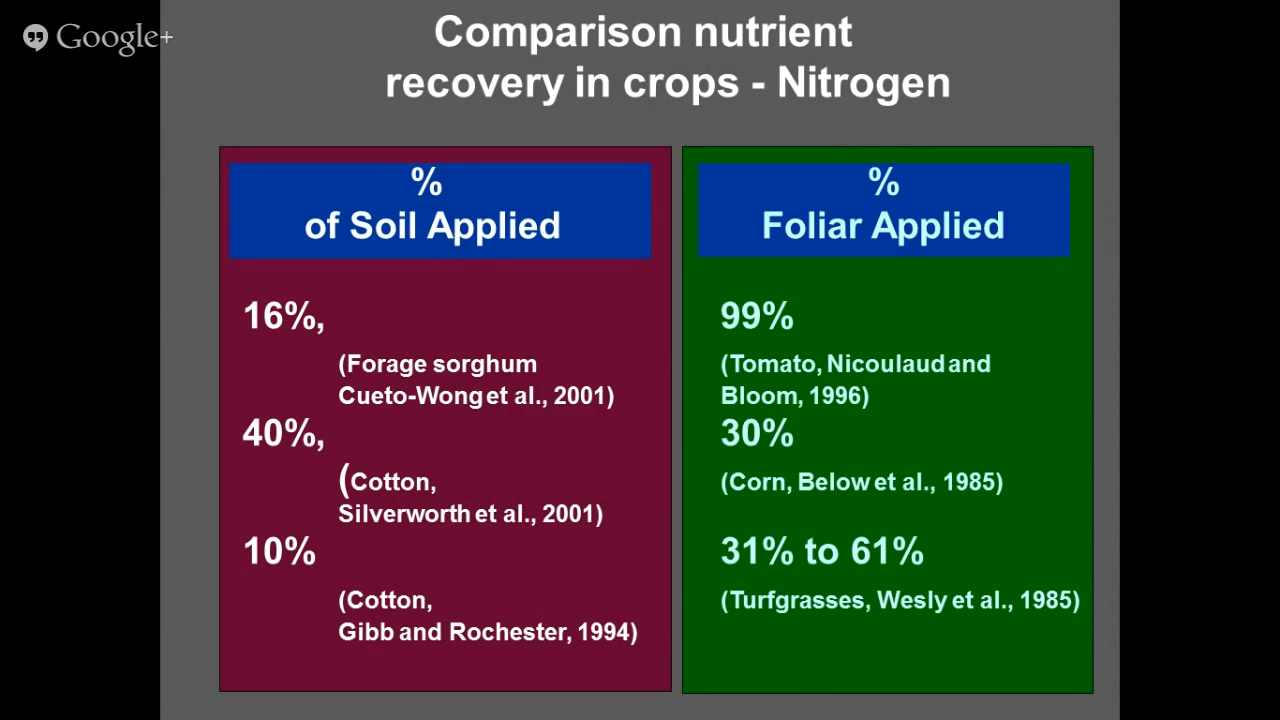 Google+
Comparison nutrient
recovery in crops - Nitrogen
%
of Soil Applied
16%,
(Forage sorghum
Cueto-Wong et al., 2001)
40%,
(Cotton,
Silverworth et al., 2001)
10%
(Cotton,
Gibb and Rochester, 1994)
%
Foliar Applied
99%
(Tomato, Nicoulaud and
Bloom, 1996)
30%
(Corn, Below et al., 1985)
31% to 61%
(Turfgrasses, Wesly et al., 1985)